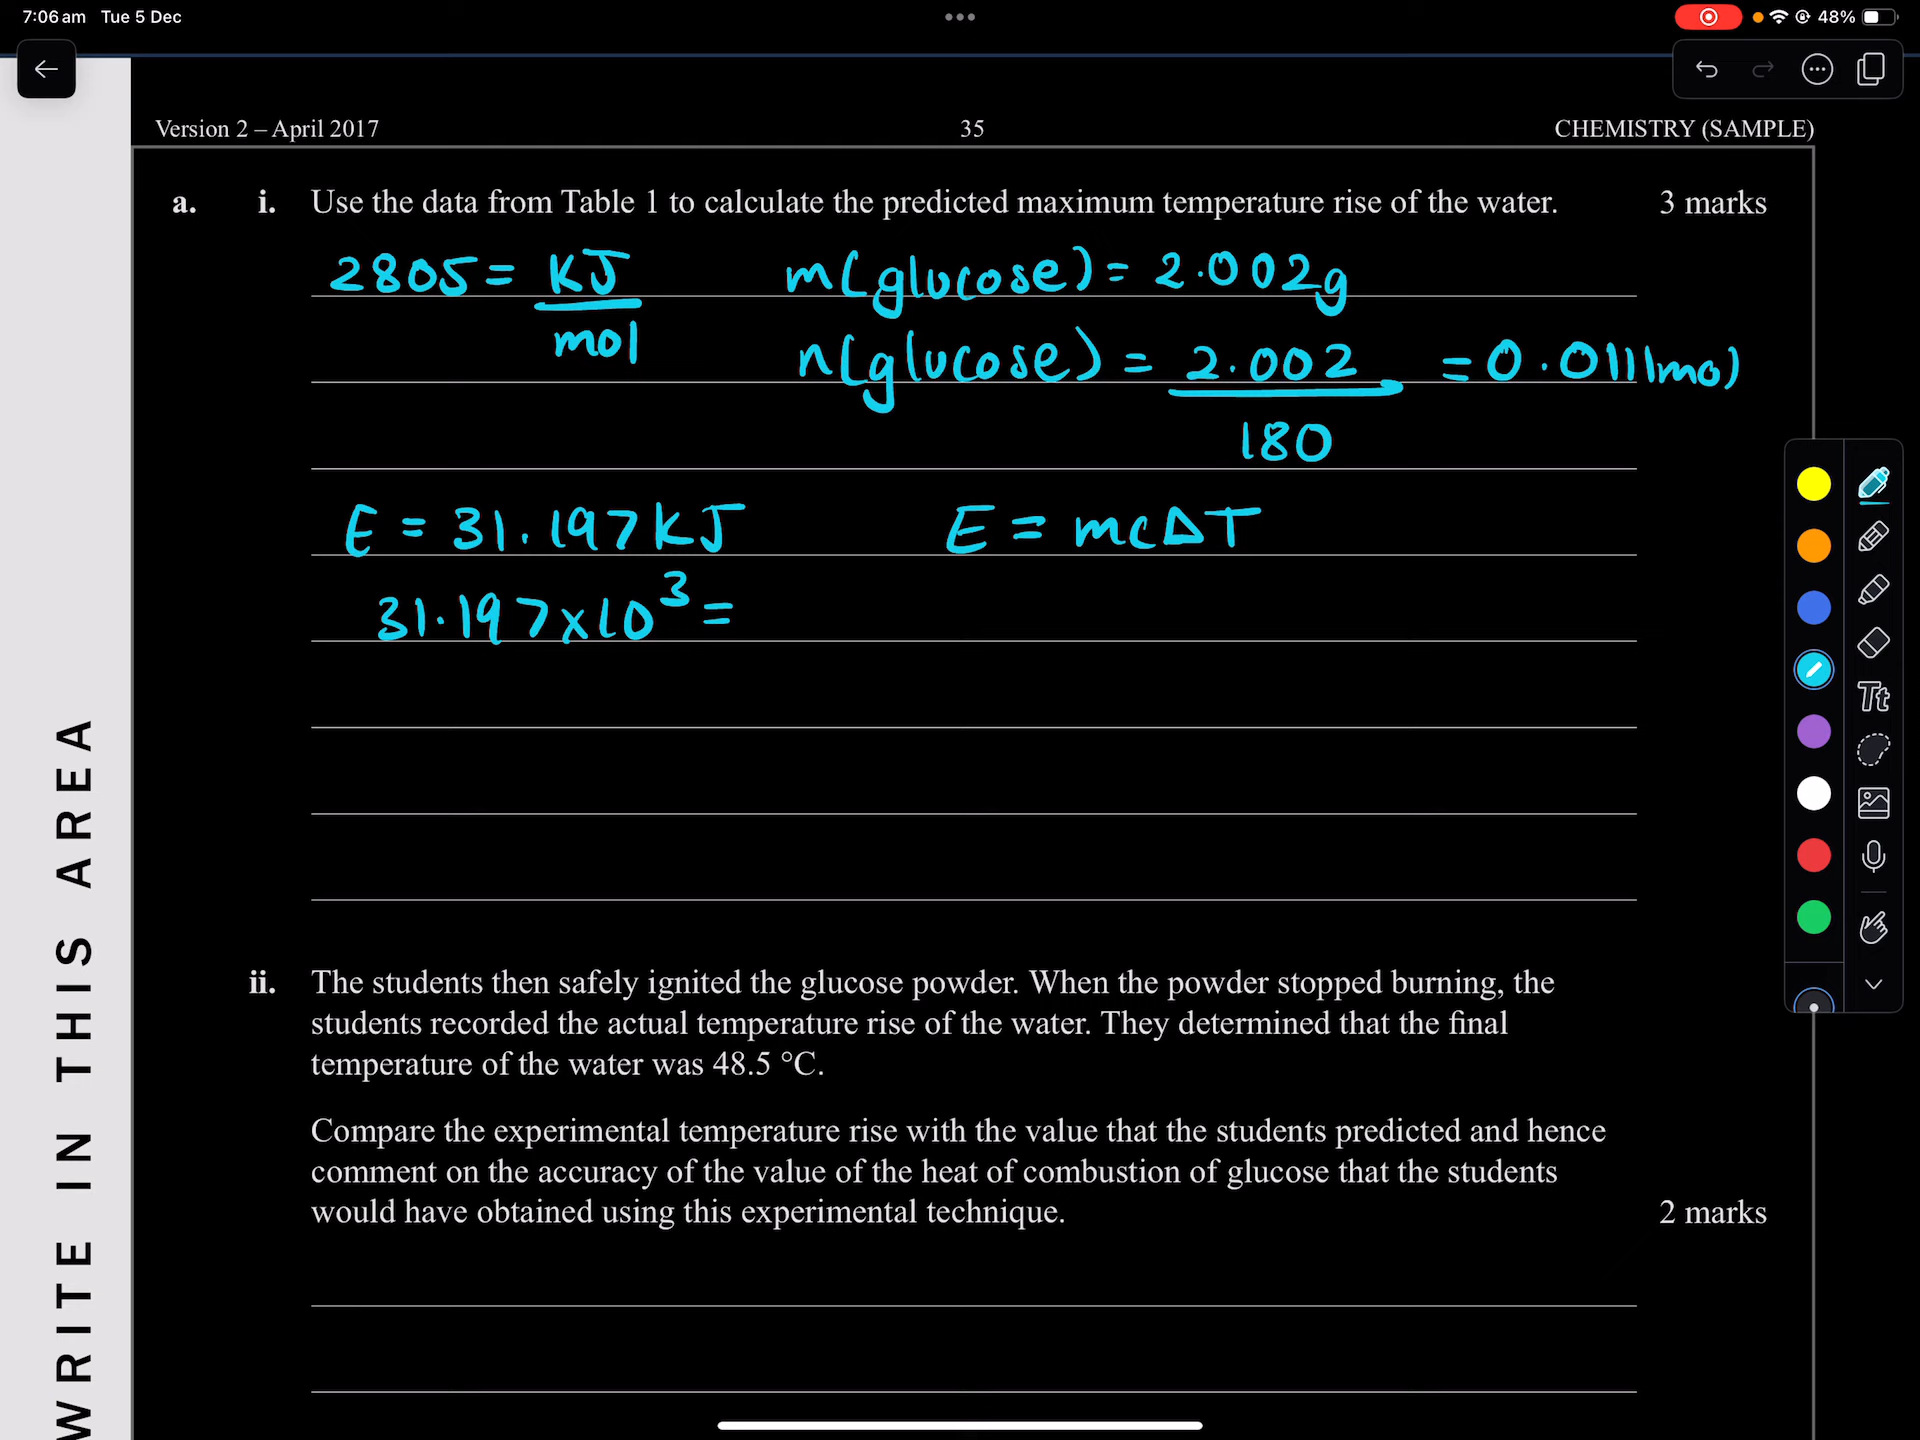 7:06 am Tue 5 Dec
48%
Version 2 – April 2017 35 CHEMISTRY (SAMPLE)
a. i. Use the data from Table 1 to calculate the predicted maximum temperature rise of the water. 3 marks
2805 = KJ/mol m(glucose) = 2.002g
n(glucose) = 2.002/180 = 0.0111mol
E = 31.197KJ E = mcΔT
31.197x10³ =
ii. The students then safely ignited the glucose powder. When the powder stopped burning, the
students recorded the actual temperature rise of the water. They determined that the final
temperature of the water was 48.5 °C.
Compare the experimental temperature rise with the value that the students predicted and hence
comment on the accuracy of the value of the heat of combustion of glucose that the students
would have obtained using this experimental technique. 2 marks
WRITE IN THIS AREA
Tt